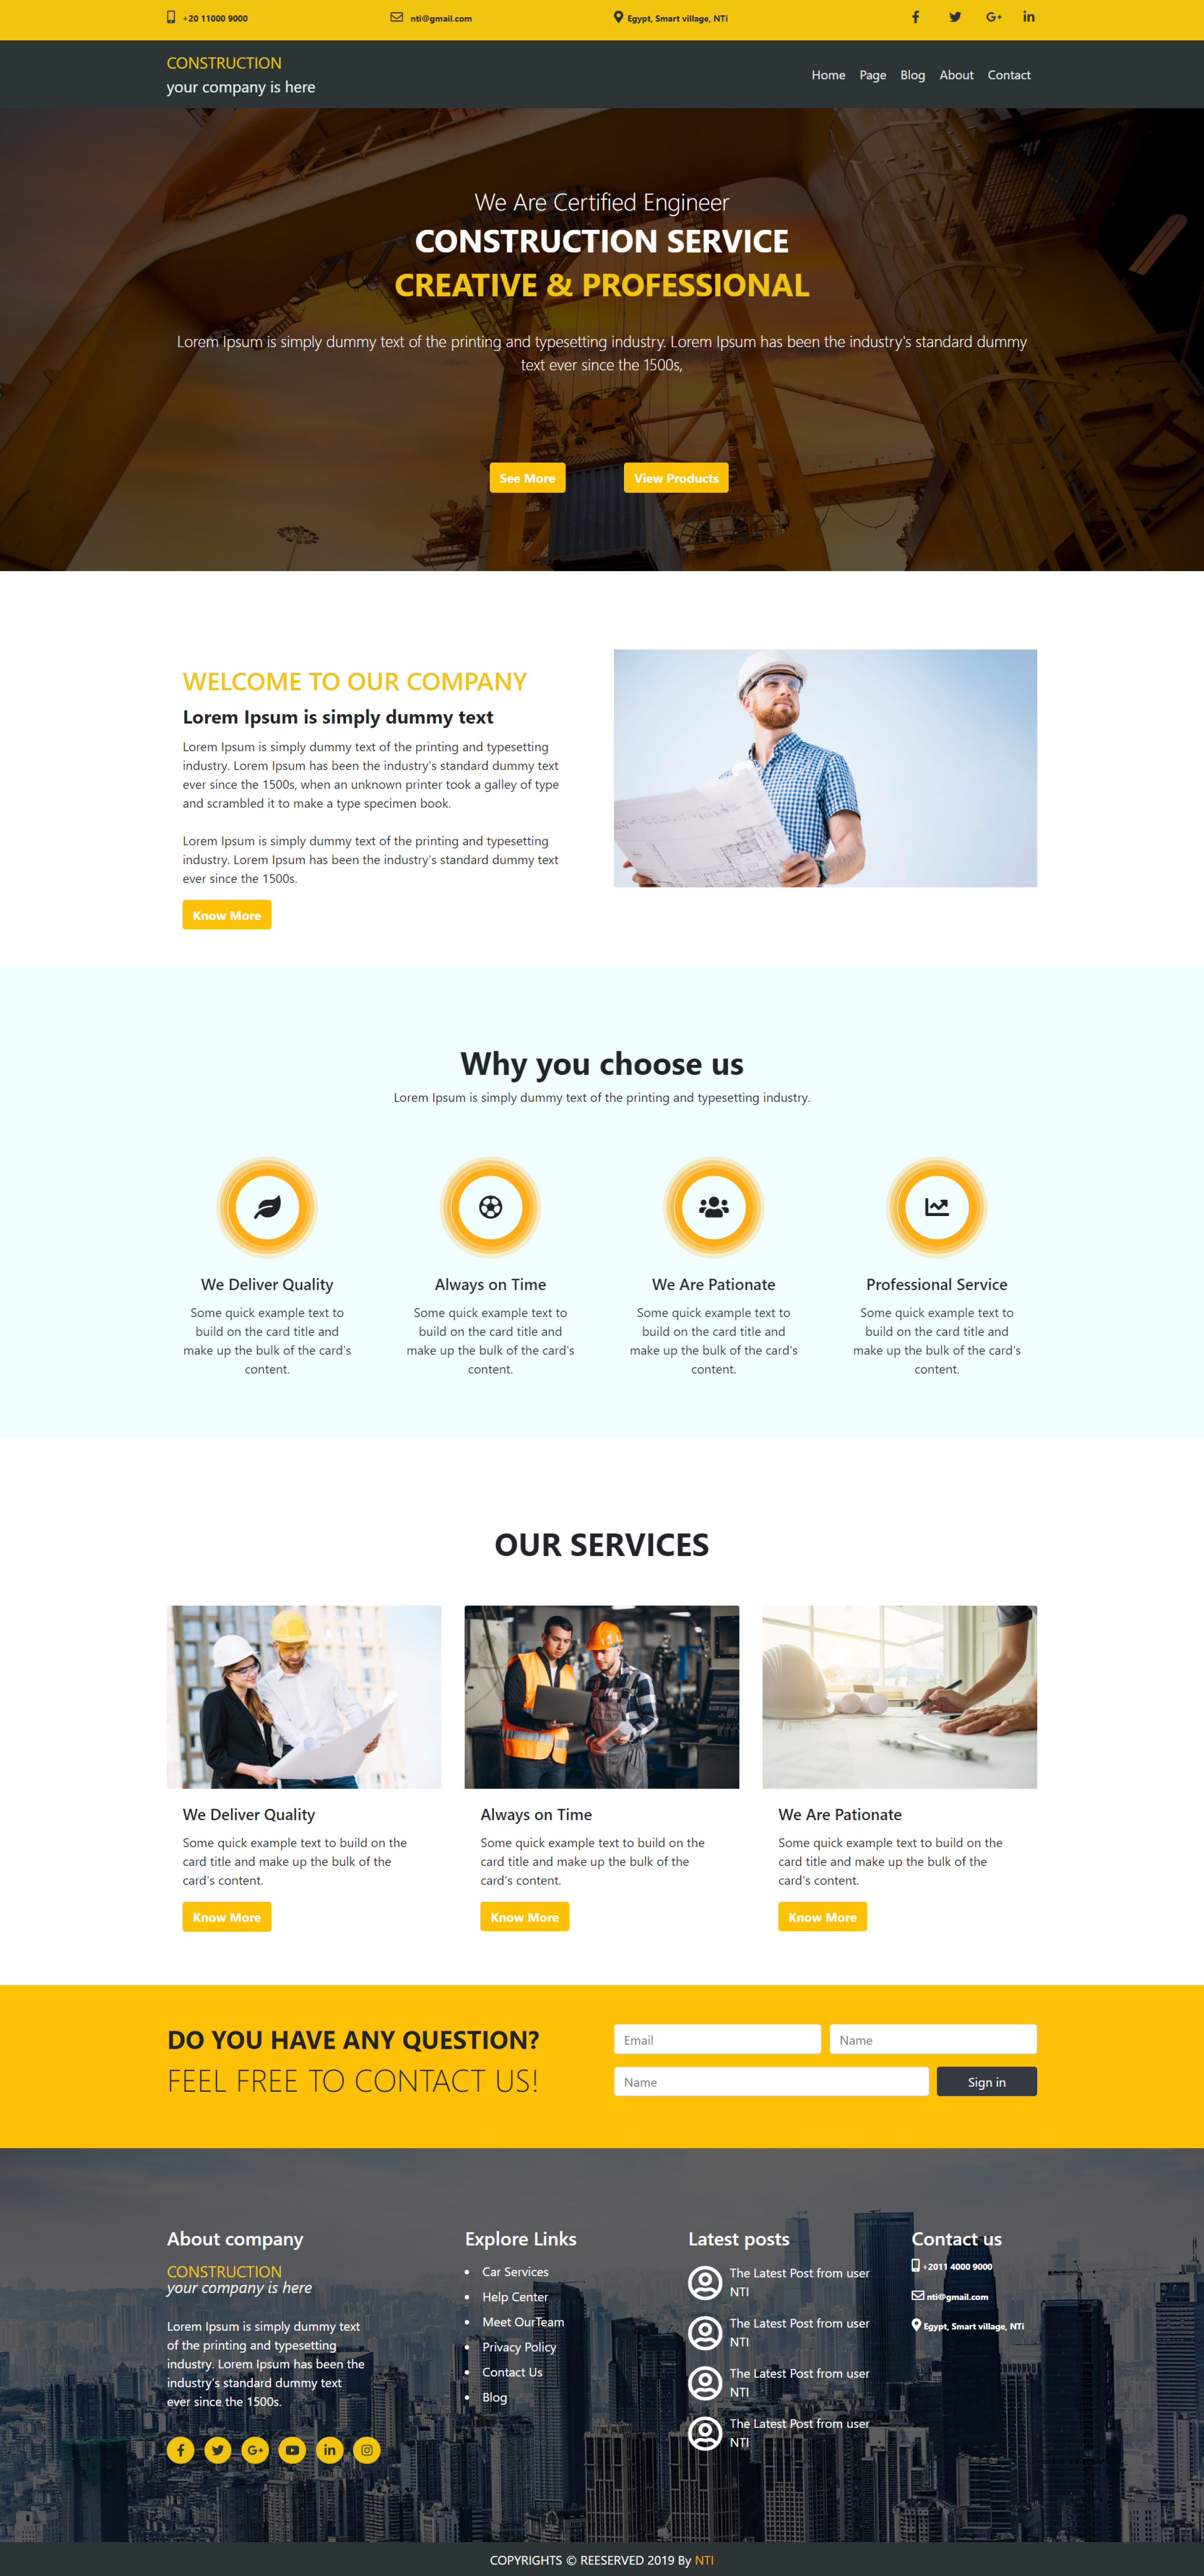 +20 11000 9000
nti@gmail.com
Egypt, Smart village, NTi
G+
in
CONSTRUCTION
your company is here
Home
Page
Blog
About
Contact
We Are Certified Engineer
CONSTRUCTION SERVICE
CREATIVE & PROFESSIONAL
Lorem Ipsum is simply dummy text of the printing and typesetting industry. Lorem Ipsum has been the industry's standard dummy
text ever since the 1500s,
See More
View Products
WELCOME TO OUR COMPANY
Lorem Ipsum is simply dummy text
Lorem Ipsum is simply dummy text of the printing and typesetting
industry. Lorem Ipsum has been the industry's standard dummy text
ever since the 1500s, when an unknown printer took a galley of type
and scrambled it to make a type specimen book.
Lorem Ipsum is simply dummy text of the printing and typesetting
industry. Lorem Ipsum has been the industry's standard dummy text
ever since the 1500s.
Know More
Why you choose us
Lorem Ipsum is simply dummy text of the printing and typesetting industry.
We Deliver Quality
Some quick example text to
build on the card title and
make up the bulk of the card's
content.
Always on Time
Some quick example text to
build on the card title and
make up the bulk of the card's
content.
We Are Pationate
Some quick example text to
build on the card title and
make up the bulk of the card's
content.
Professional Service
Some quick example text to
build on the card title and
make up the bulk of the card's
content.
OUR SERVICES
We Deliver Quality
Some quick example text to build on the
card title and make up the bulk of the
card's content.
Know More
Always on Time
Some quick example text to build on the
card title and make up the bulk of the
card's content.
Know More
We Are Pationate
Some quick example text to build on the
card title and make up the bulk of the
card's content.
Know More
DO YOU HAVE ANY QUESTION?
FEEL FREE TO CONTACT US!
Email
Name
Name
Sign in
About company
CONSTRUCTION
your company is here
Lorem Ipsum is simply dummy text
of the printing and typesetting
industry. Lorem Ipsum has been the
industry's standard dummy text
ever since the 1500s.
G+
in
Explore Links
Car Services
Help Center
Meet OurTeam
Privacy Policy
Contact Us
Blog
Latest posts
The Latest Post from user
NTI
The Latest Post from user
NTI
The Latest Post from user
NTI
The Latest Post from user
NTI
Contact us
+2011 4000 9000
nti@gmail.com
Egypt, Smart village, NTi
COPYRIGHTS © REESERVED 2019 By NTI